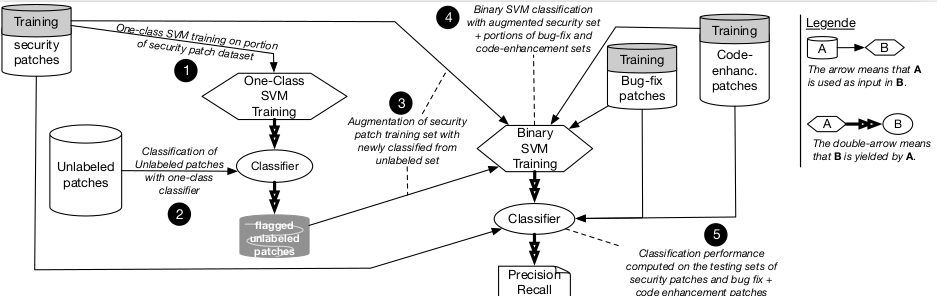 Training
security
patches
One-class SVM training on portion
of security patch dataset
1
One-Class
SVM
Training
Unlabeled
patches
Classification of
Unlabeled patches
with one-class
classifier
2
Classifier
flagged
unlabeled
patches
3
Augmentation of security
patch training set with
newly classified from
unlabeled set
4
Binary SVM classification
with augmented security set
+ portions of bug-fix and
code-enhancement sets
Binary
SVM
Training
Classifier
Precision
Recall
Training
Bug-fix
patches
Training
Code-
enhanc.
patches
5
Classification performance
computed on the testing sets of
security patches and bug fix +
code enhancement patches
Legende
A
B
The arrow means that A
is used as input in B.
A
B
The double-arrow means
that B is yielded by A.